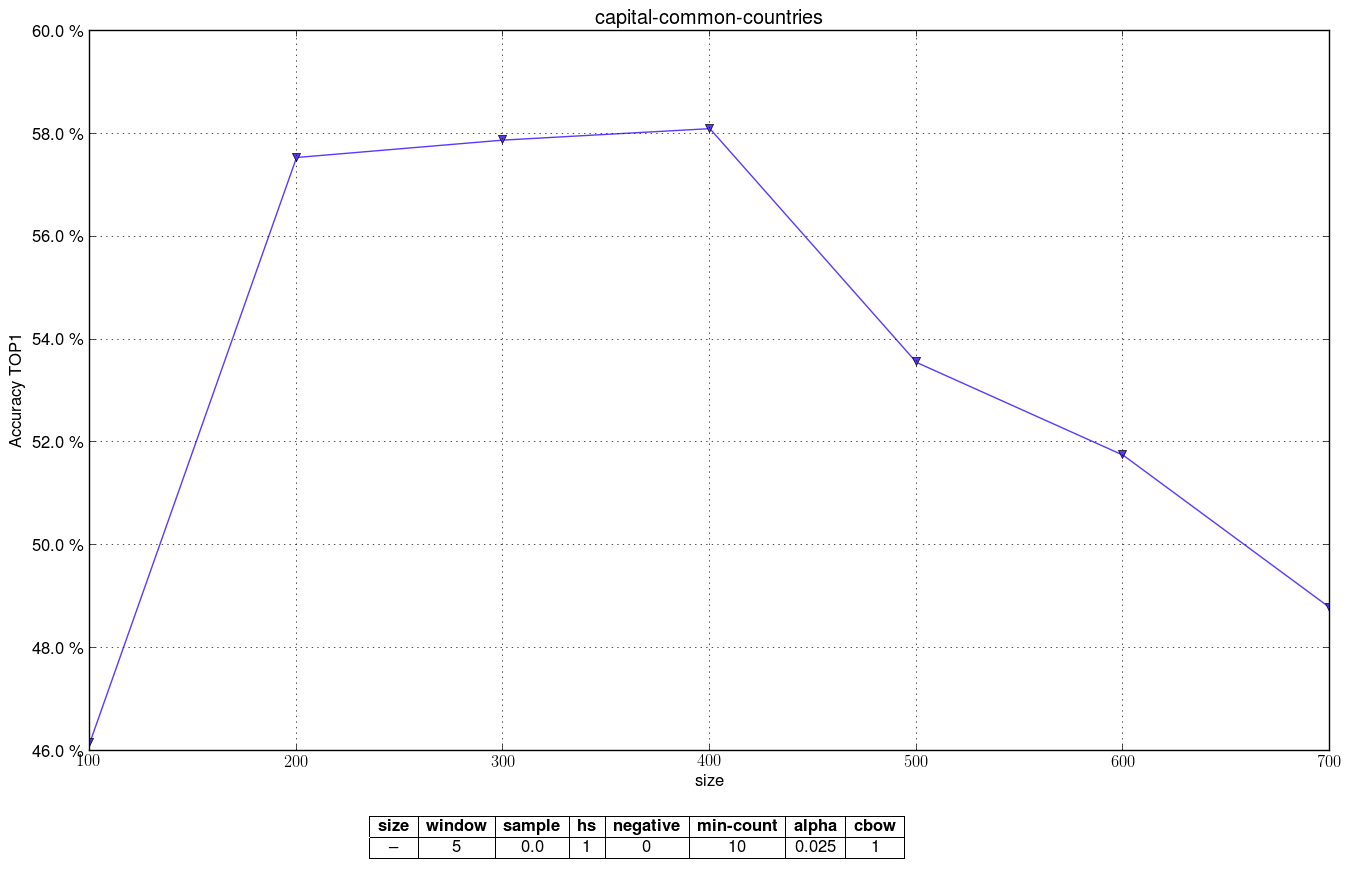 capital-common-countries
60.0 %
58.0 %
56.0 %
54.0 %
52.0 %
50.0 %
48.0 %
46.0 %
Accuracy TOP1
100 200 300 400 500 600 700
size
size window sample hs negative min-count alpha cbow
– 5 0.0 1 0 10 0.025 1